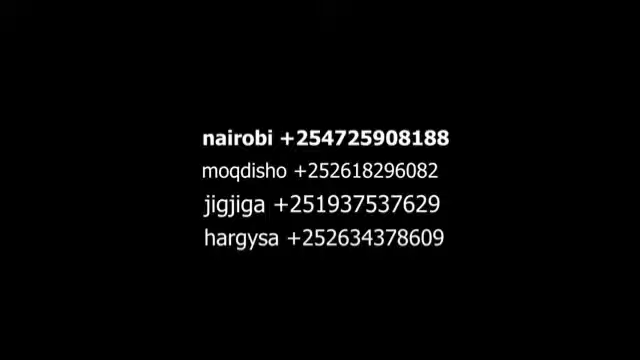 nairobi +254725908188
moqdisho +252618296082
jigjiga +251937537629
hargysa +252634378609